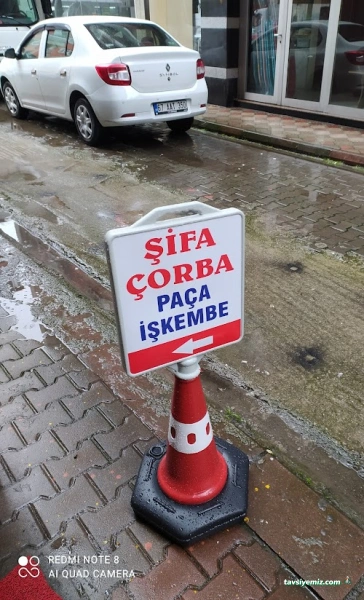 ŞİFA
ÇORBA
PAÇA
İŞKEMBE
REDMI NOTE 8
AI QUAD CAMERA
tavsiyemiz.com